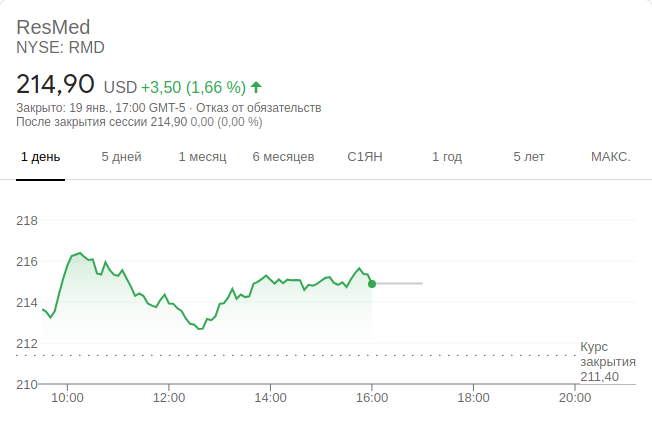 ResMed
NYSE: RMD
214,90 USD +3,50 (1,66 %)
Закрыто: 19 янв., 17:00 GMT-5 · Отказ от обязательств
После закрытия сессии 214,90 0,00 (0,00 %)
1 день 5 дней 1 месяц 6 месяцев С1ЯН 1 год 5 лет МАКС.
218
216
214
212
Курс
закрытия
211,40
210
10:00 12:00 14:00 16:00 18:00 20:00